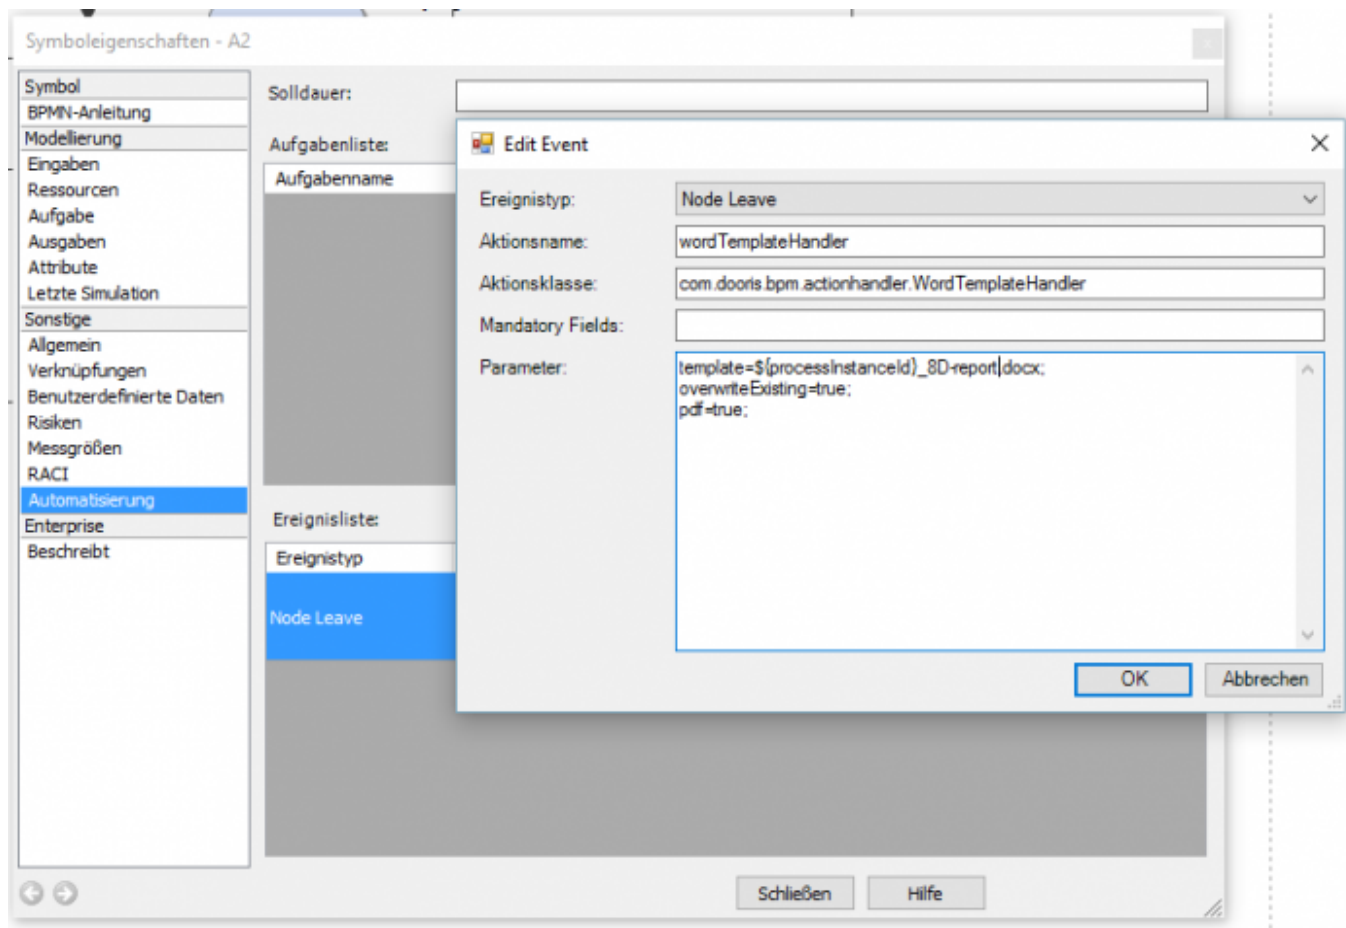 Symboleigenschaften - A2
Symbol
BPMN-Anleitung
Modellierung
Eingaben
Ressourcen
Aufgabe
Ausgaben
Attribute
Letzte Simulation
Sonstige
Allgemein
Verknüpfungen
Benutzerdefinierte Daten
Risiken
Messgrößen
RACI
Automatisierung
Enterprise
Beschreibt
Solldauer:
Aufgabenliste:
Aufgabenname
Ereignisliste:
Ereignistyp
Node Leave
Edit Event
Ereignistyp: Node Leave
Aktionsname: wordTemplateHandler
Aktionsklasse: com.dooris.bpm.actionhandler.WordTemplateHandler
Mandatory Fields:
Parameter: template=${processInstanceId}_8D-report.docx;
overwriteExisting=true;
pdf=true;
OK Abbrechen
Schließen Hilfe